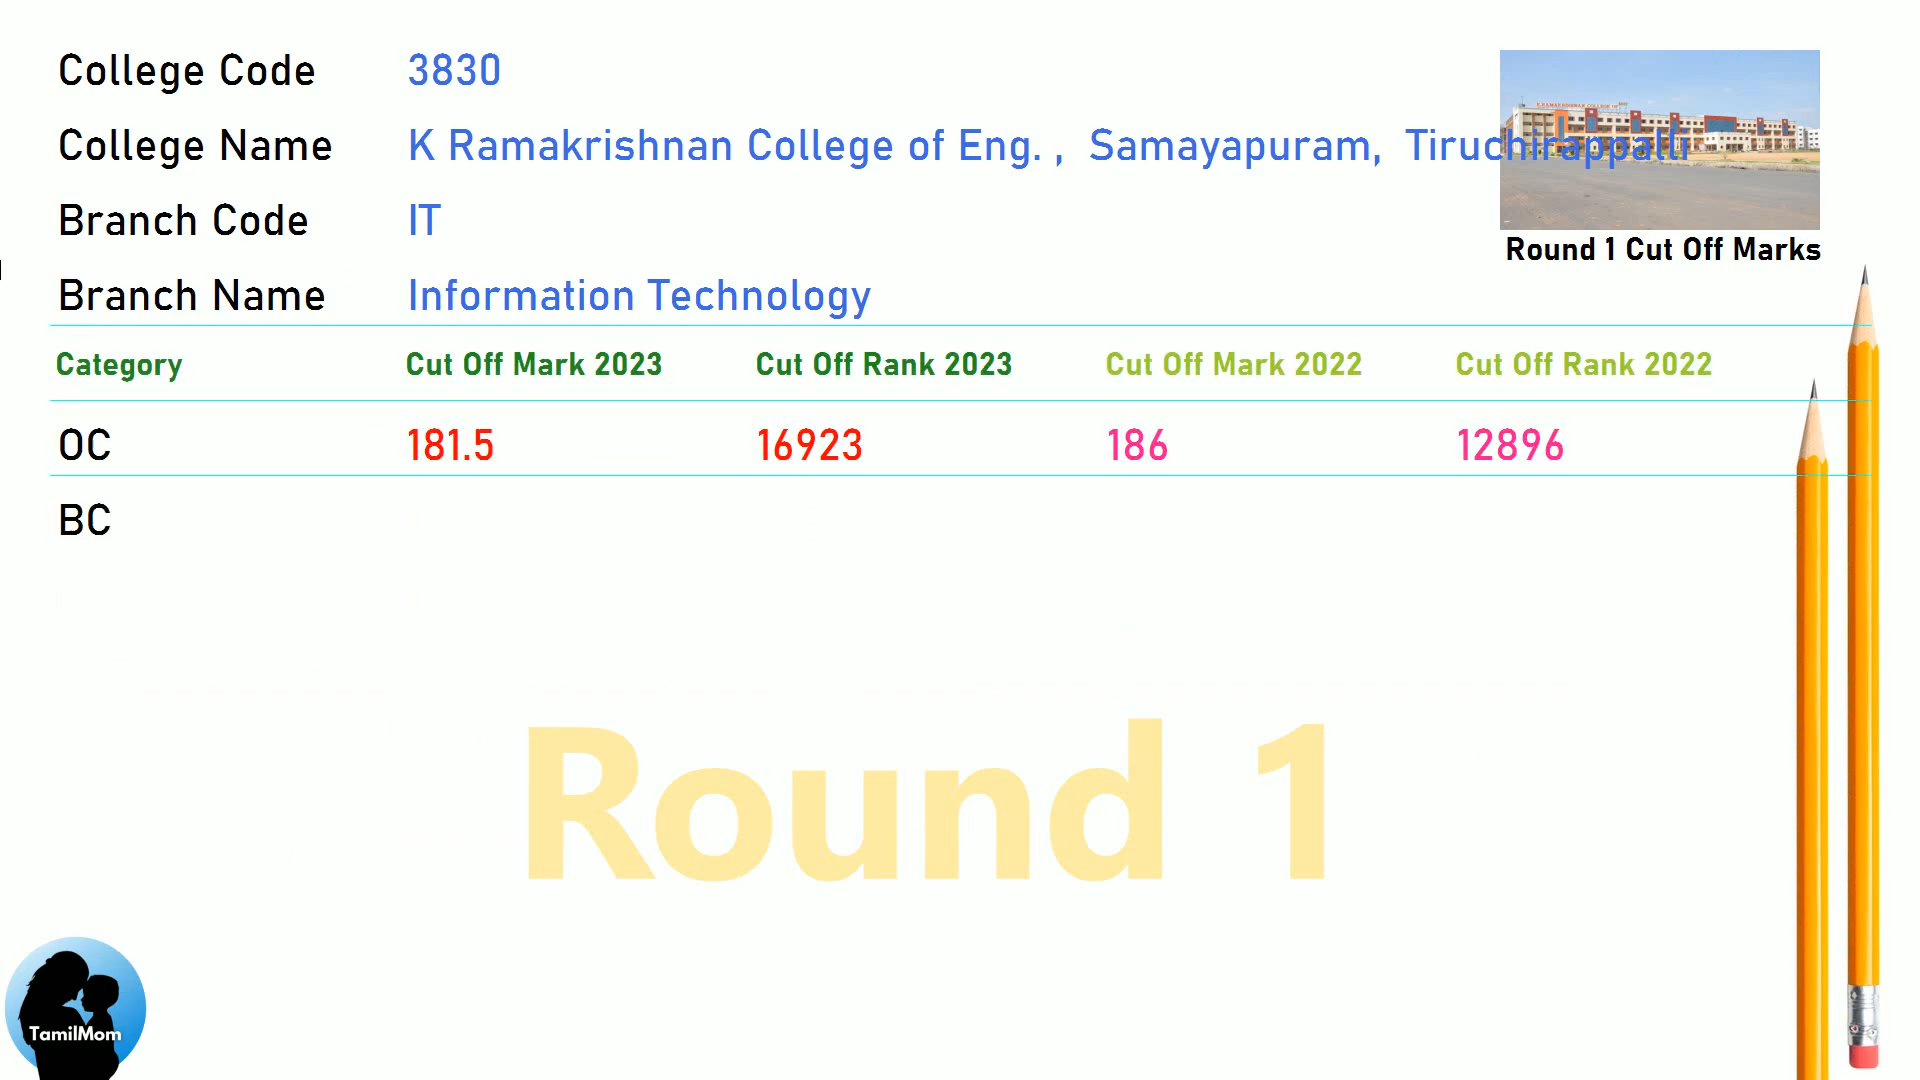 College Code 3830
College Name K Ramakrishnan College of Eng. , Samayapuram, Tiruchirappalli
Branch Code IT
Round 1 Cut Off Marks
Branch Name Information Technology
Category Cut Off Mark 2023 Cut Off Rank 2023 Cut Off Mark 2022 Cut Off Rank 2022
OC 181.5 16923 186 12896
BC
Round 1
TamilMom